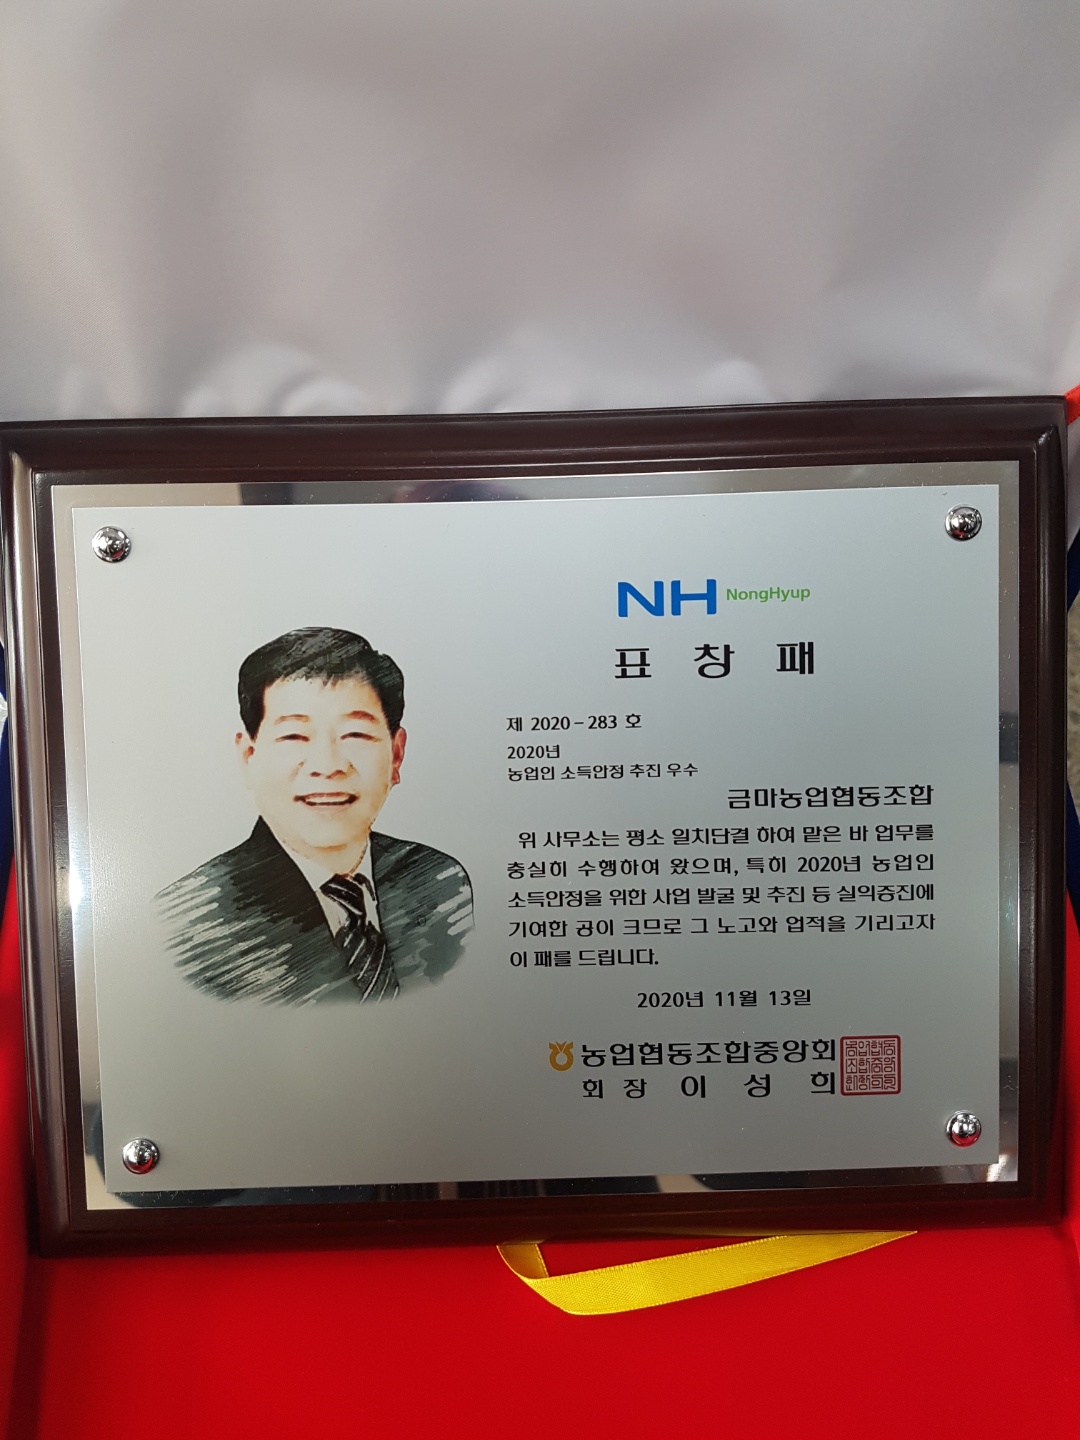 NH NongHyup
표 창 패
제 2020-283 호
2020년
농업인 소득안정 추진 우수
금마농업협동조합
위 사무소는 평소 일치단결 하여 맡은 바 업무를
충실히 수행하여 왔으며, 특히 2020년 농업인
소득안정을 위한 사업 발굴 및 추진 등 실익증진에
기여한 공이 크므로 그 노고와 업적을 기리고자
이 패를 드립니다.
2020년 11월 13일
농업협동조합중앙회
회 장 이 성 희